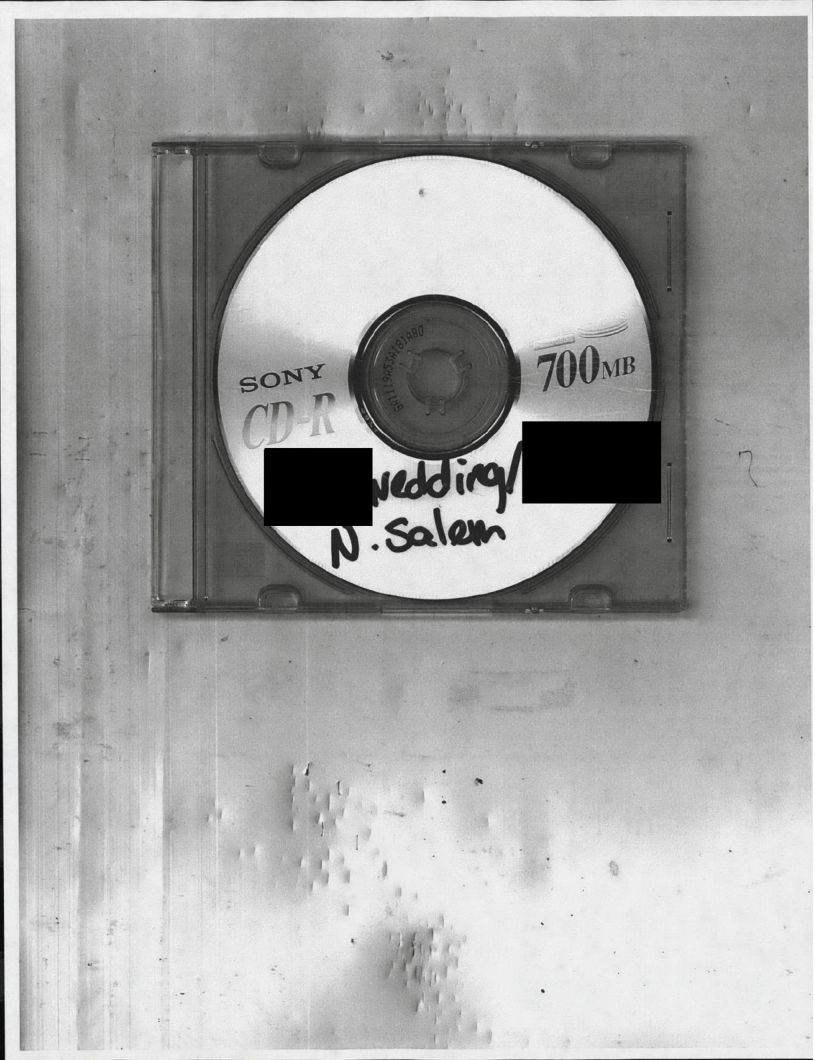 SONY
700MB
CD-R
wedding/
N. Salem